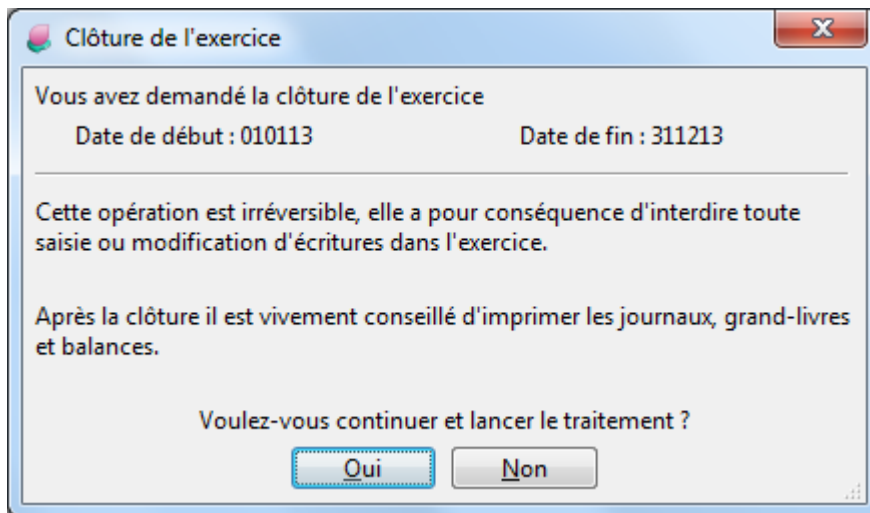 Clôture de l'exercice
Vous avez demandé la clôture de l'exercice
Date de début : 010113 Date de fin : 311213
Cette opération est irréversible, elle a pour conséquence d'interdire toute
saisie ou modification d'écritures dans l'exercice.
Après la clôture il est vivement conseillé d'imprimer les journaux, grand-livres
et balances.
Voulez-vous continuer et lancer le traitement ?
Oui Non